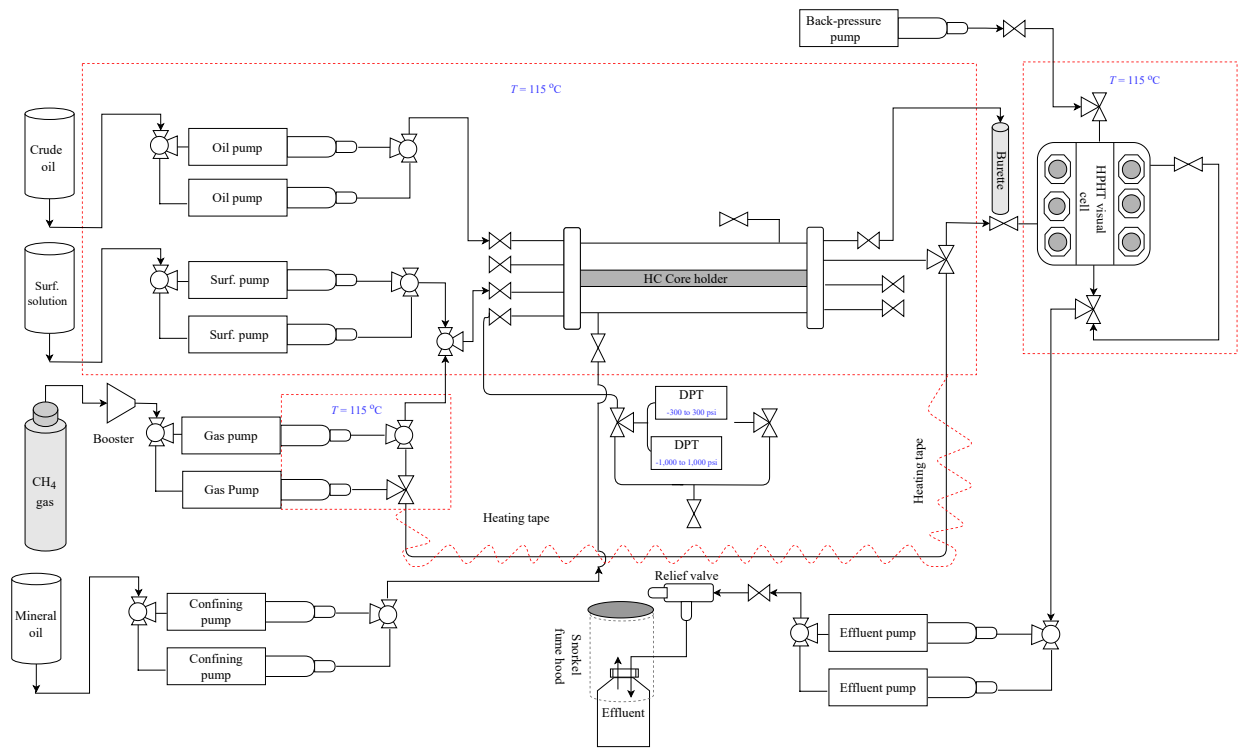 Back-pressure
pump
T = 115 °C
T = 115 °C
Crude
oil
Oil pump
Oil pump
Burette
HPHT visual
cell
Surf.
solution
Surf. pump
Surf. pump
HC Core holder
T = 115 °C
Booster
Gas pump
Gas Pump
CH4
gas
DPT
-300 to 300 psi
DPT
-1,000 to 1,000 psi
Heating tape
Heating tape
Mineral
oil
Confining
pump
Confining
pump
Relief valve
Snorkel
fume hood
Effluent
Effluent pump
Effluent pump